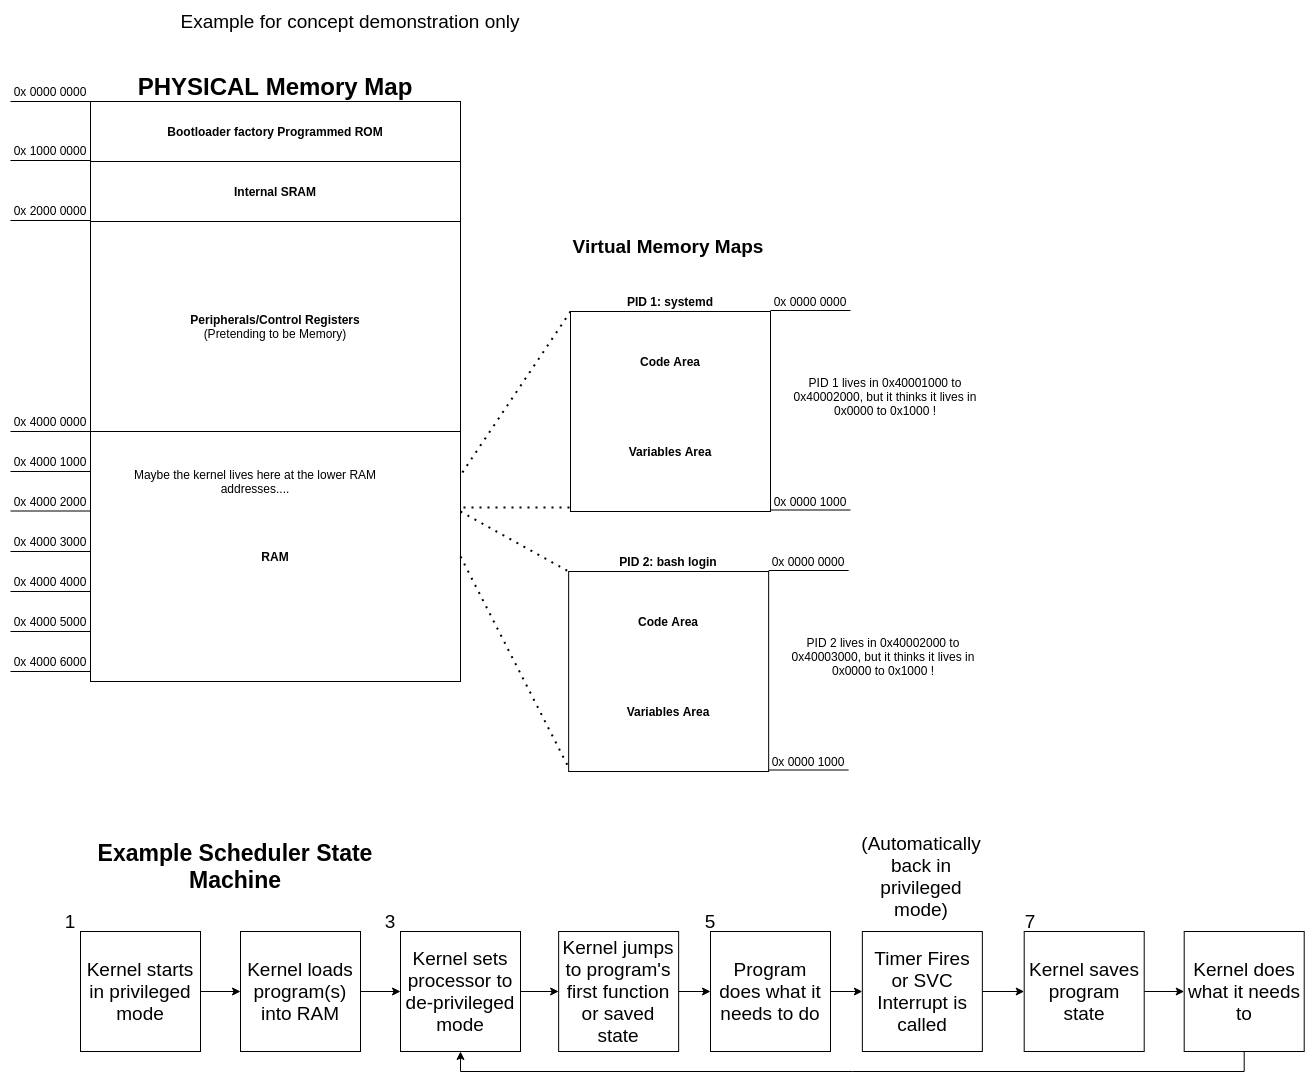 Example for concept demonstration only
PHYSICAL Memory Map
0x 0000 0000
Bootloader factory Programmed ROM
0x 1000 0000
Internal SRAM
0x 2000 0000
Peripherals/Control Registers
(Pretending to be Memory)
0x 4000 0000
0x 4000 1000
Maybe the kernel lives here at the lower RAM
addresses....
0x 4000 2000
0x 4000 3000
RAM
0x 4000 4000
0x 4000 5000
0x 4000 6000
Virtual Memory Maps
PID 1: systemd
0x 0000 0000
Code Area
PID 1 lives in 0x40001000 to
0x40002000, but it thinks it lives in
0x0000 to 0x1000 !
Variables Area
0x 0000 1000
PID 2: bash login
0x 0000 0000
Code Area
PID 2 lives in 0x40002000 to
0x40003000, but it thinks it lives in
0x0000 to 0x1000 !
Variables Area
0x 0000 1000
Example Scheduler State
Machine
1
Kernel starts
in privileged
mode
Kernel loads
program(s)
into RAM
3
Kernel sets
processor to
de-privileged
mode
Kernel jumps
to program's
first function
or saved
state
5
Program
does what it
needs to do
(Automatically
back in
privileged
mode)
Timer Fires
or SVC
Interrupt is
called
7
Kernel saves
program
state
Kernel does
what it needs
to